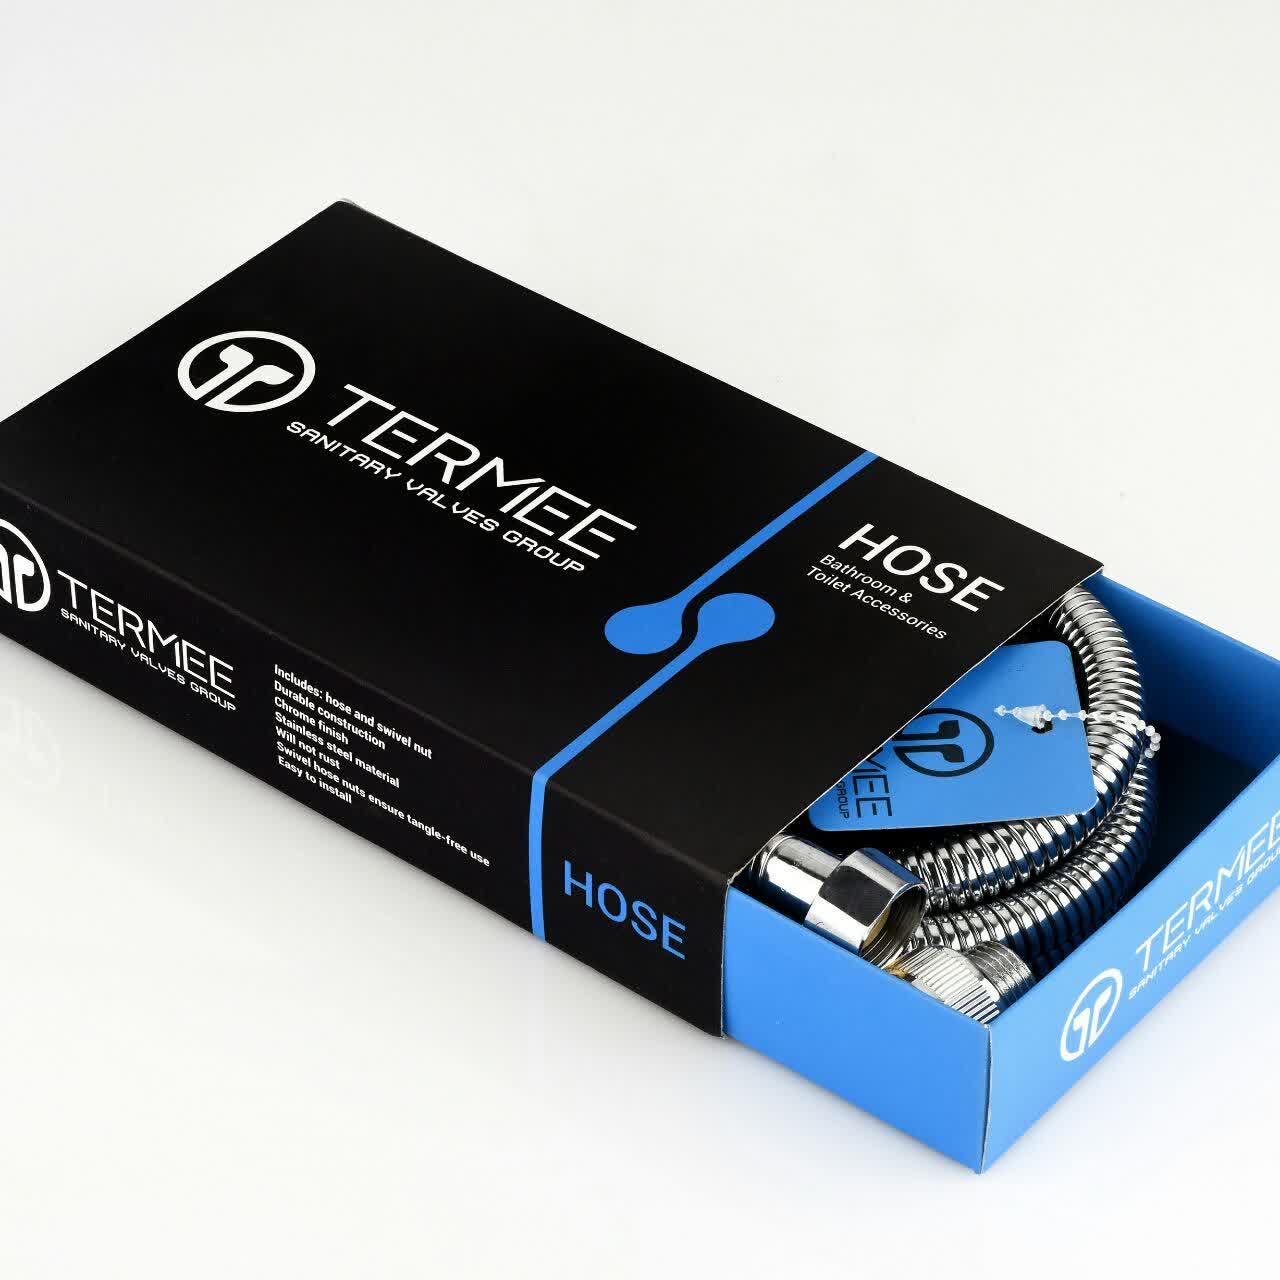 TERMEE
SANITARY VALVES GROUP
HOSE
Bathroom &
Toilet Accessories
TERMEE
SANITARY VALVES GROUP
Includes: hose and swivel nut
Durable construction
Chrome finish
Stainless steel material
Will not rust
Swivel hose nuts ensure tangle-free use
Easy to install
HOSE
MEE
GROUP
TERMEE
SANITARY VALVES GROUP